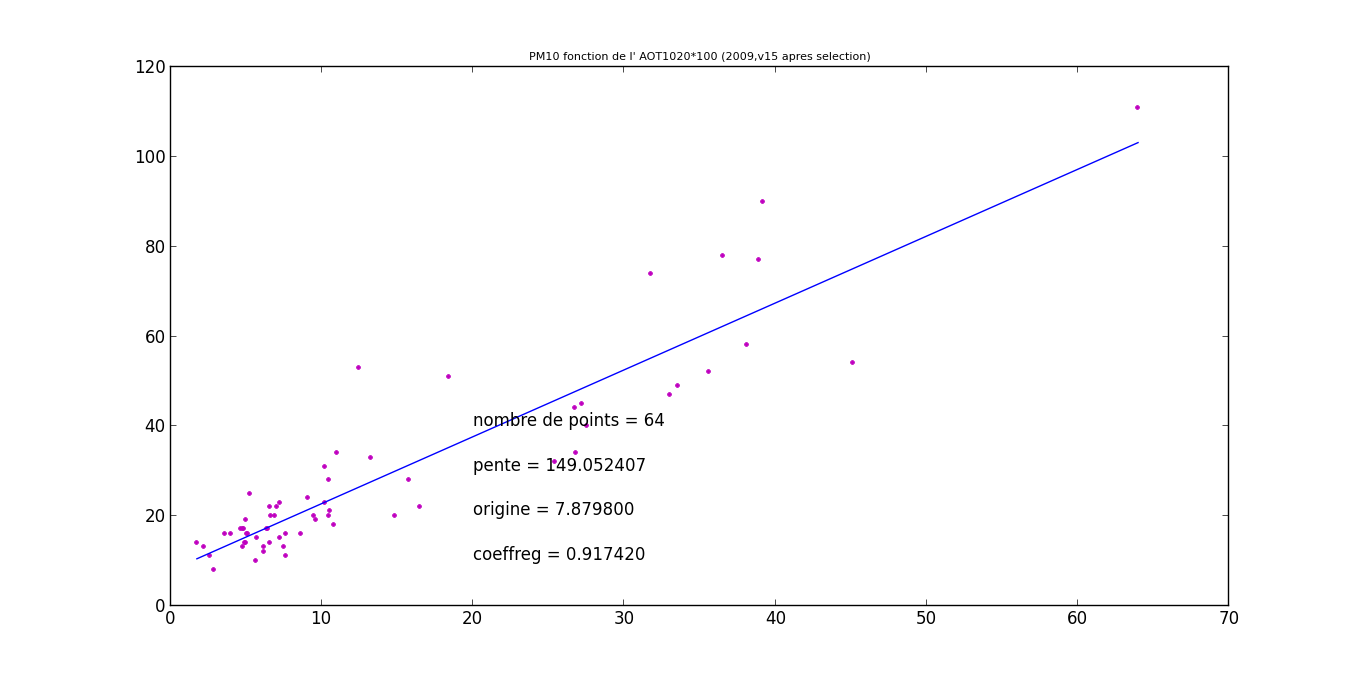 PM10 fonction de l' AOT1020*100 (2009,v15 apres selection)
120
100
80
60
40
20
0
nombre de points = 64
pente = 149.052407
origine = 7.879800
coeffreg = 0.917420
0 10 20 30 40 50 60 70